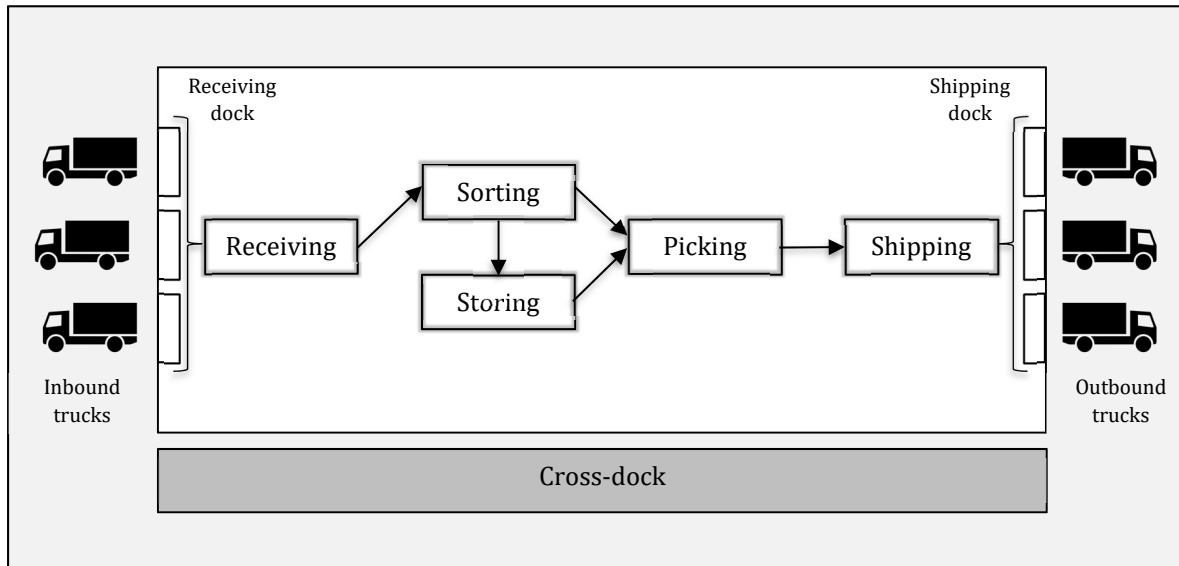 Receiving
dock
Shipping
dock
Sorting
Receiving
Picking
Shipping
Storing
Inbound
trucks
Outbound
trucks
Cross-dock